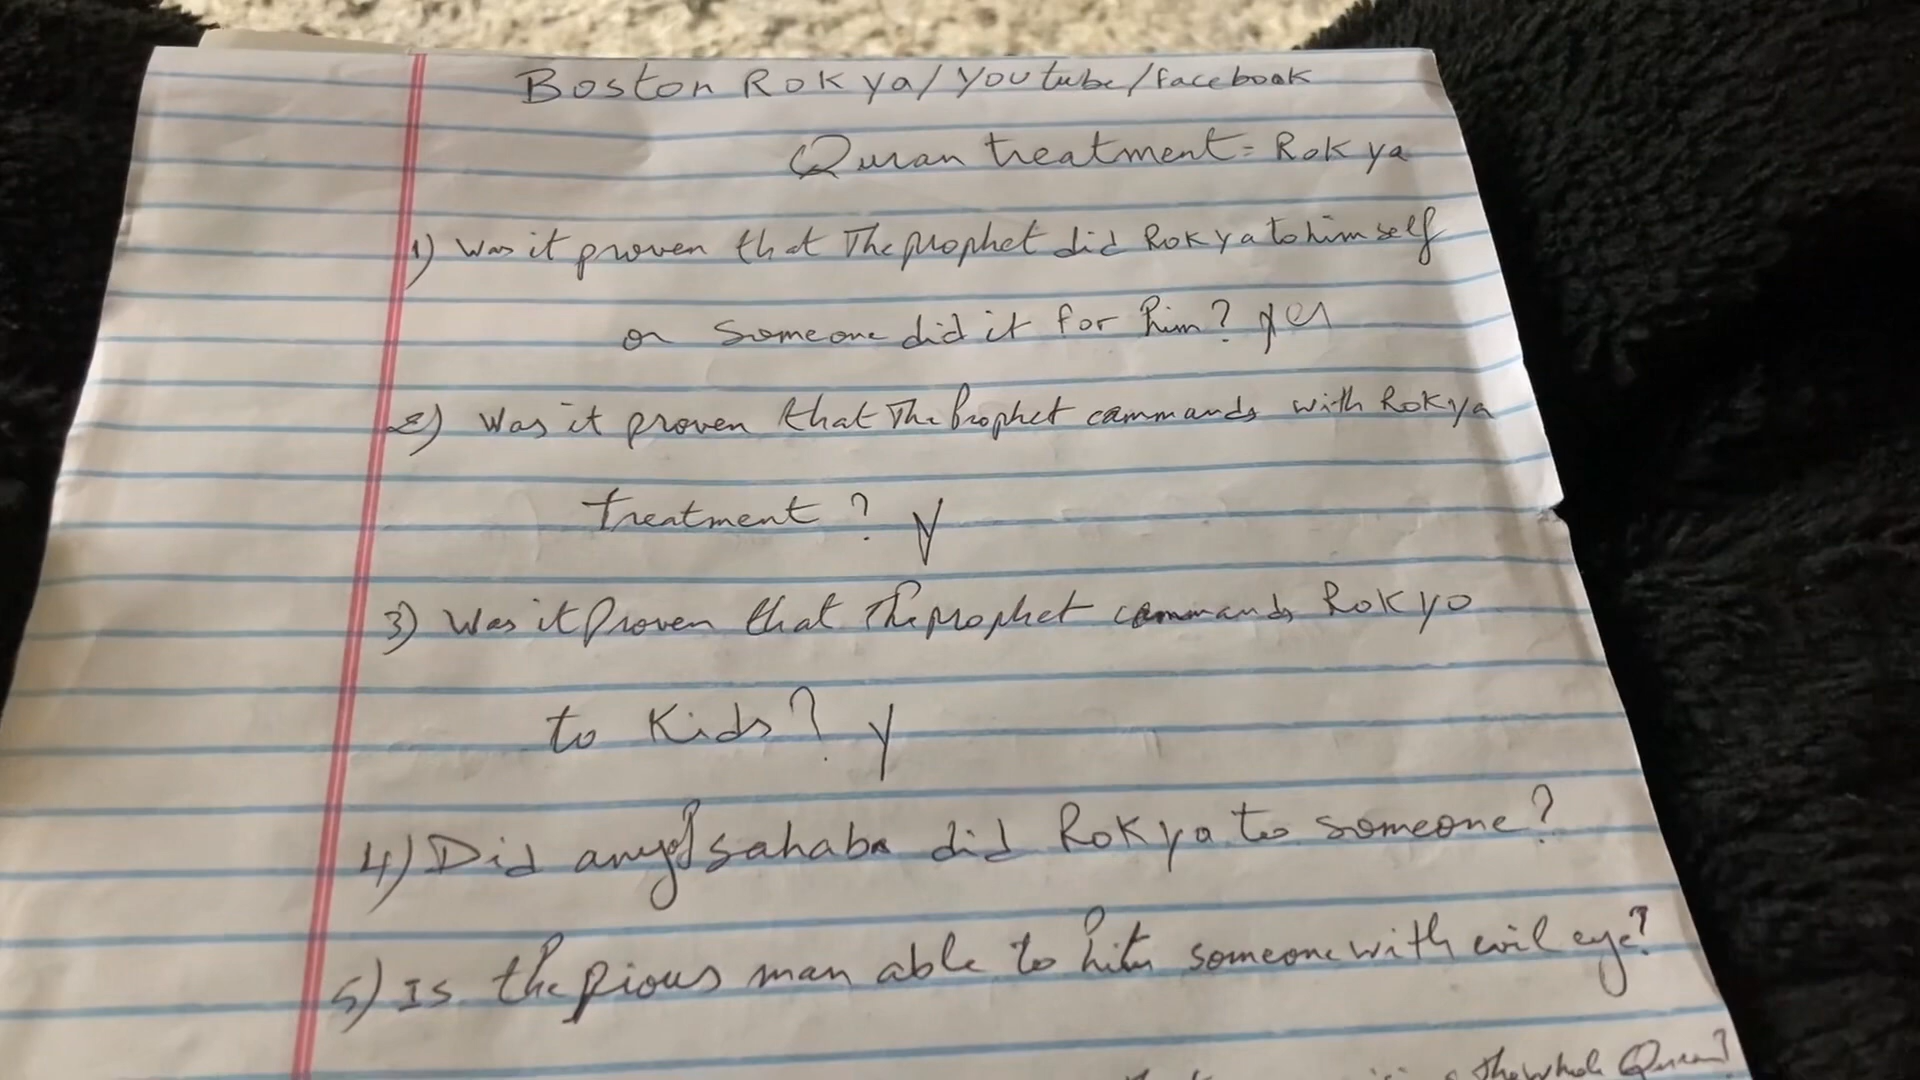 Boston Rokya/Youtube/facebook
Quran treatment = Rokya
1) Was it proven that The prophet did Rokya to himself
or someone did it for him? yes
2) Was it proven that The Prophet commands with Rokya
treatment? y
3) Was it Proven that The prophet commands Rokyo
to Kids? y
4) Did any of sahaba did Rokya to someone?
5) Is the pious man able to hit someone with evil eye?
the whole Quran?